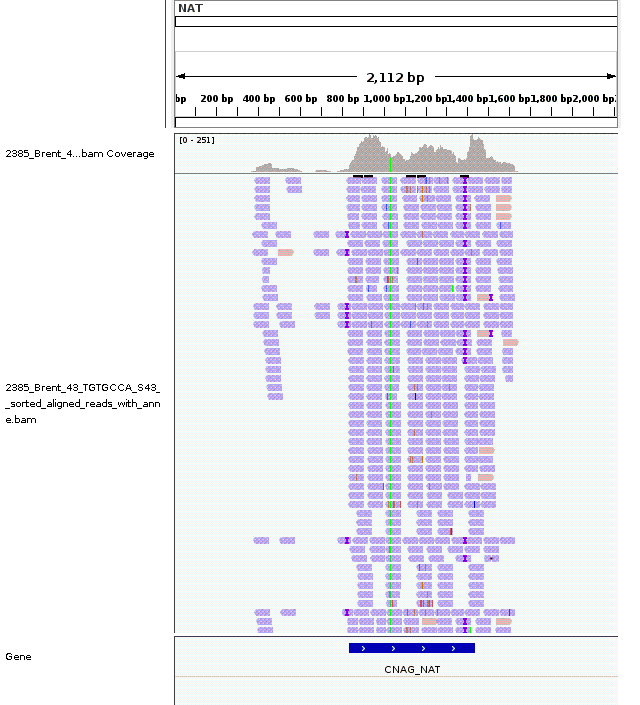 NAT
2,112 bp
bp 200 bp 400 bp 600 bp 800 bp 1,000 bp 1,200 bp 1,400 bp 1,600 bp 1,800 bp 2,000 bp
[0 - 251]
2385_Brent_4...bam Coverage
2385_Brent_43_TGTGCCA_S43_
_sorted_aligned_reads_with_ann
e.bam
Gene
CNAG_NAT